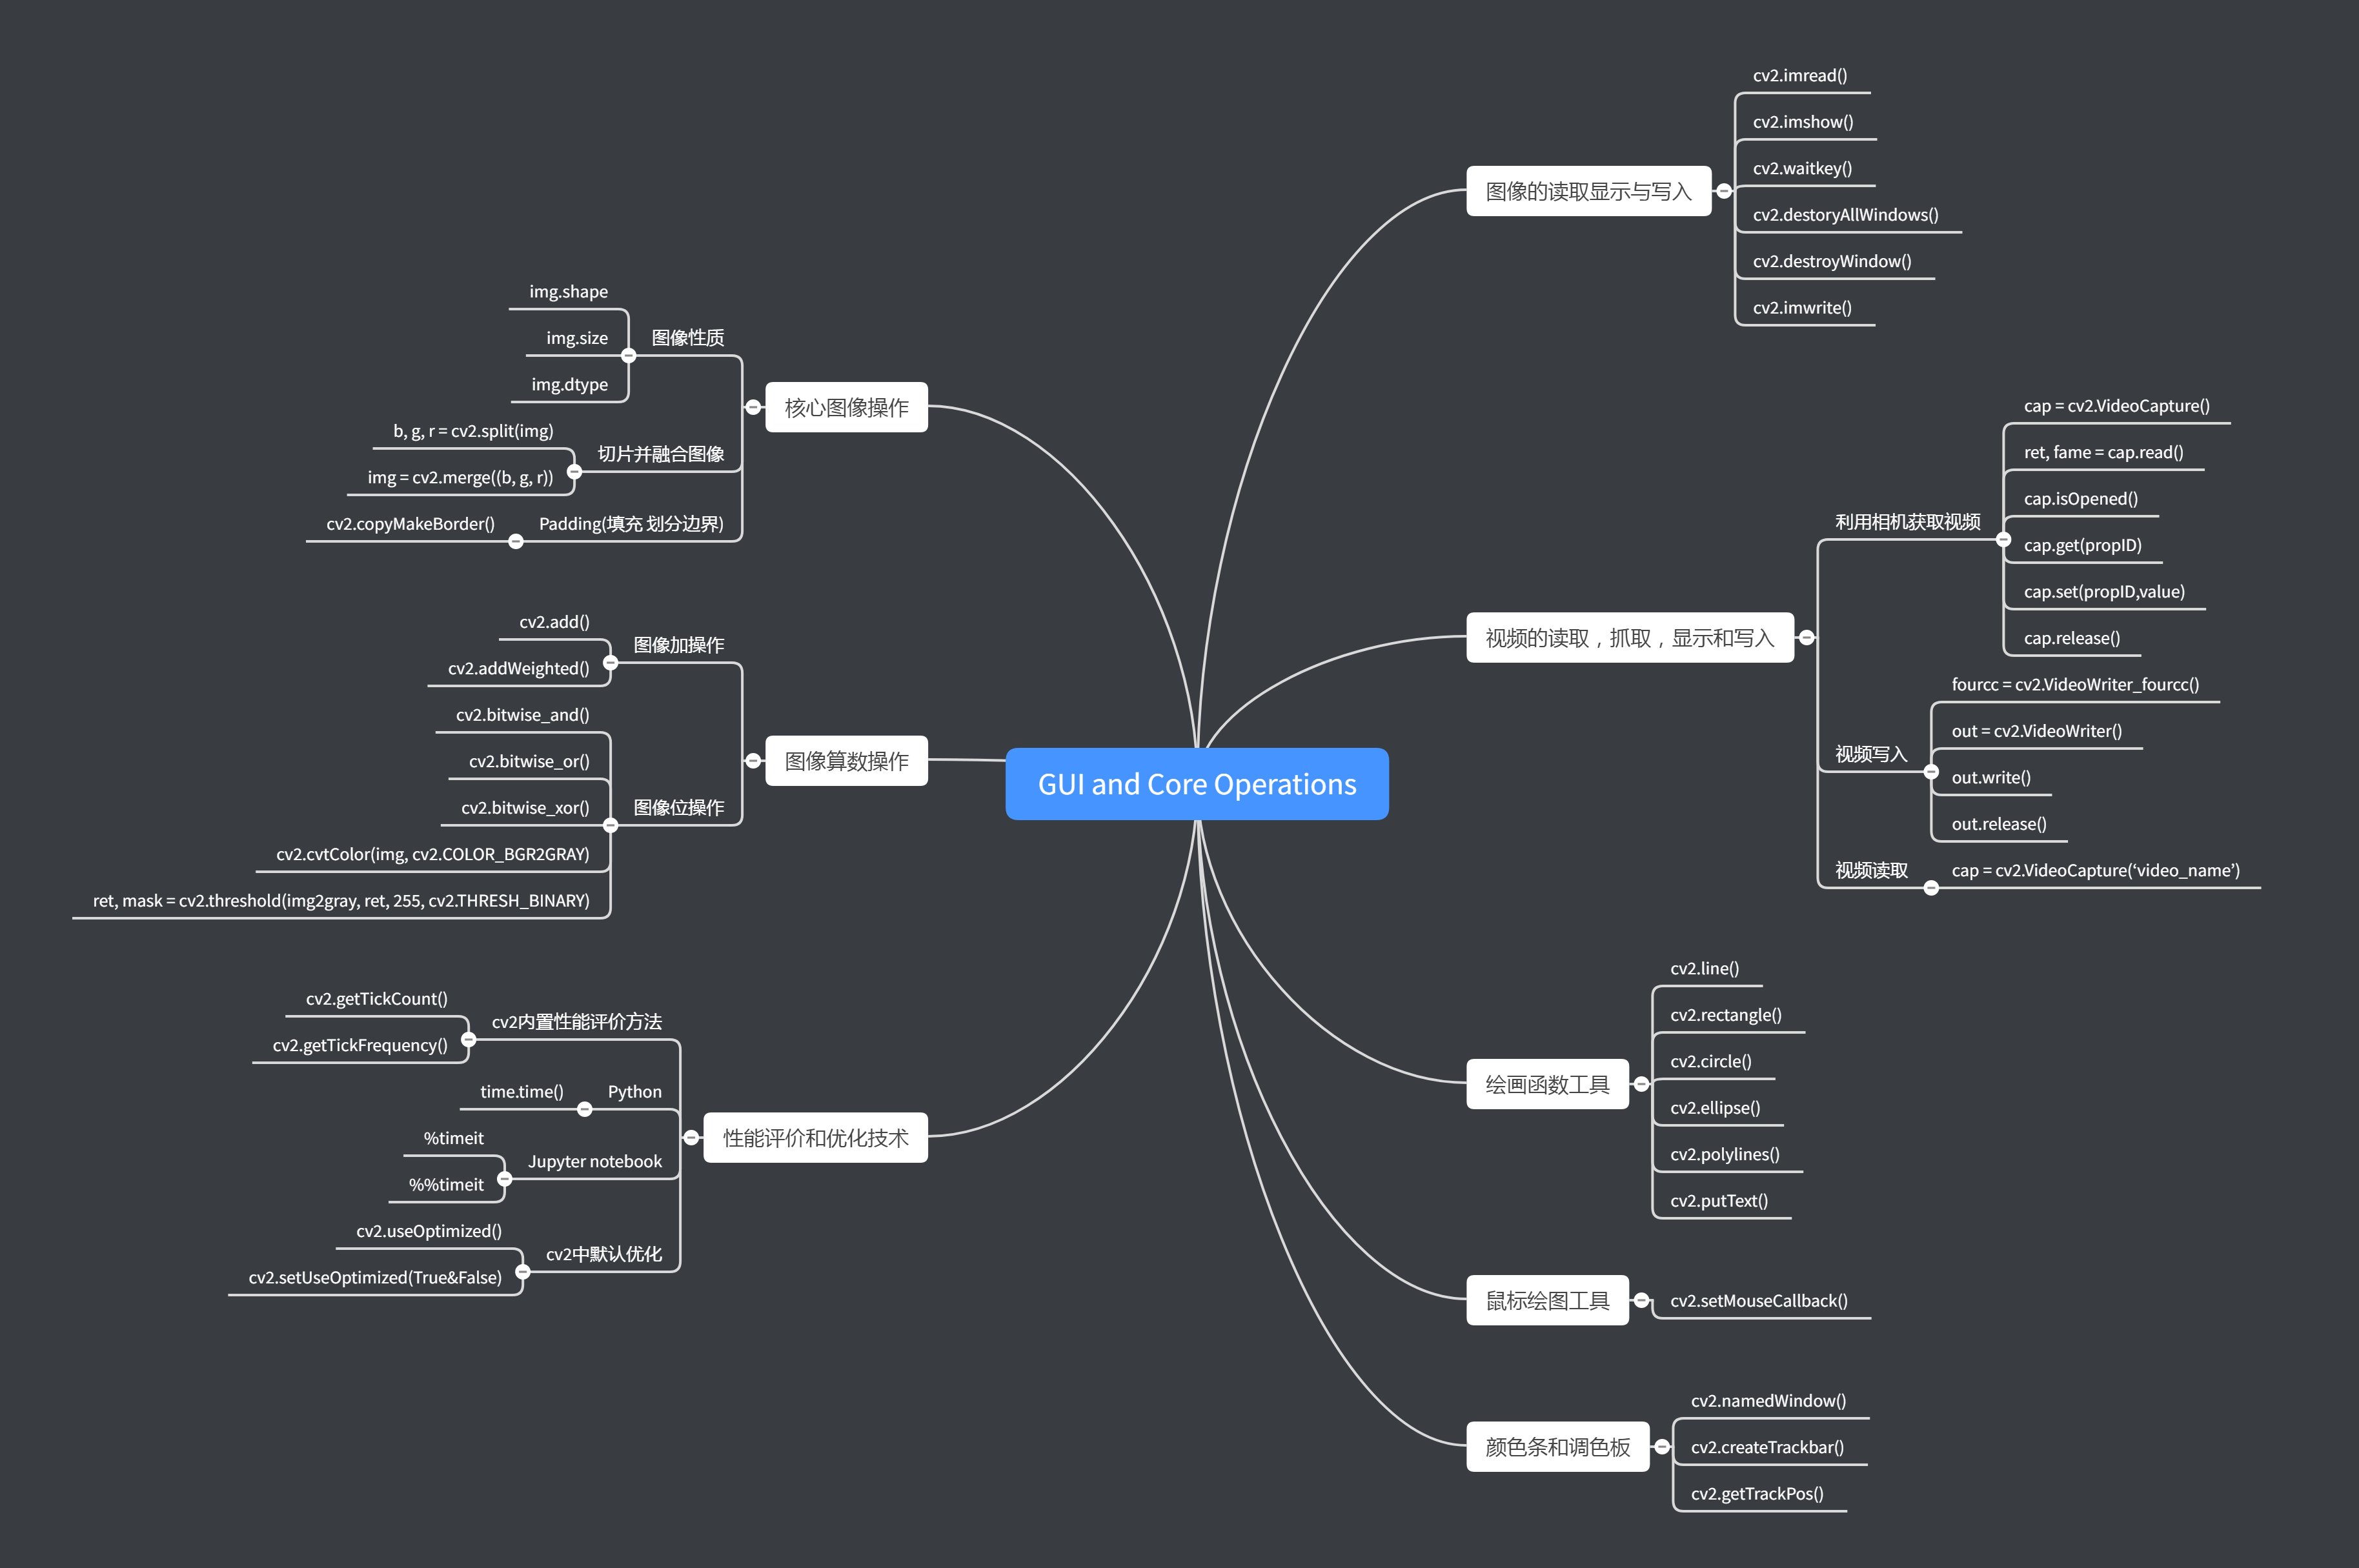 GUI and Core Operations
图像的读取显示与写入
cv2.imread()
cv2.imshow()
cv2.waitkey()
cv2.destoryAllWindows()
cv2.destroyWindow()
cv2.imwrite()
视频的读取，抓取，显示和写入
利用相机获取视频
cap = cv2.VideoCapture()
ret, fame = cap.read()
cap.isOpened()
cap.get(propID)
cap.set(propID,value)
cap.release()
视频写入
fourcc = cv2.VideoWriter_fourcc()
out = cv2.VideoWriter()
out.write()
out.release()
视频读取
cap = cv2.VideoCapture(‘video_name’)
绘画函数工具
cv2.line()
cv2.rectangle()
cv2.circle()
cv2.ellipse()
cv2.polylines()
cv2.putText()
鼠标绘图工具
cv2.setMouseCallback()
颜色条和调色板
cv2.namedWindow()
cv2.createTrackbar()
cv2.getTrackPos()
核心图像操作
图像性质
img.shape
img.size
img.dtype
切片并融合图像
b, g, r = cv2.split(img)
img = cv2.merge((b, g, r))
Padding(填充 划分边界)
cv2.copyMakeBorder()
图像算数操作
图像加操作
cv2.add()
cv2.addWeighted()
图像位操作
cv2.bitwise_and()
cv2.bitwise_or()
cv2.bitwise_xor()
cv2.cvtColor(img, cv2.COLOR_BGR2GRAY)
ret, mask = cv2.threshold(img2gray, ret, 255, cv2.THRESH_BINARY)
性能评价和优化技术
cv2内置性能评价方法
cv2.getTickCount()
cv2.getTickFrequency()
Python
time.time()
Jupyter notebook
%timeit
%%timeit
cv2中默认优化
cv2.useOptimized()
cv2.setUseOptimized(True&False)